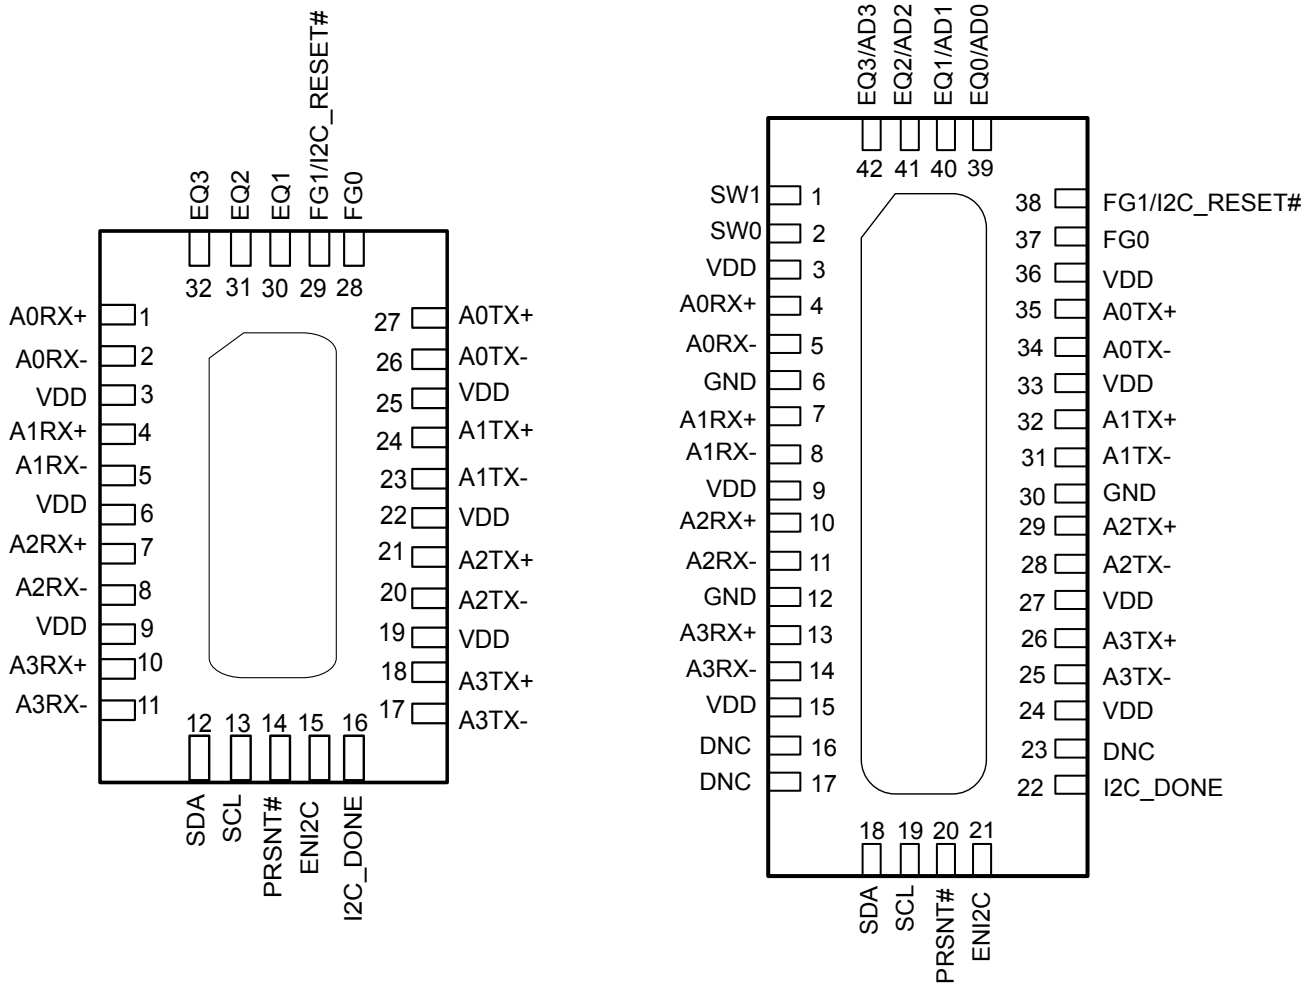 EQ3
EQ2
EQ1
FG1/I2C_RESET#
FG0
32 31 30 29 28
A0RX+ 1
A0RX- 2
VDD 3
A1RX+ 4
A1RX- 5
VDD 6
A2RX+ 7
A2RX- 8
VDD 9
A3RX+ 10
A3RX- 11
27 A0TX+
26 A0TX-
25 VDD
24 A1TX+
23 A1TX-
22 VDD
21 A2TX+
20 A2TX-
19 VDD
18 A3TX+
17 A3TX-
12 13 14 15 16
SDA
SCL
PRSNT#
ENI2C
I2C_DONE
EQ3/AD3
EQ2/AD2
EQ1/AD1
EQ0/AD0
42 41 40 39
SW1 1
SW0 2
VDD 3
A0RX+ 4
A0RX- 5
GND 6
A1RX+ 7
A1RX- 8
VDD 9
A2RX+ 10
A2RX- 11
GND 12
A3RX+ 13
A3RX- 14
VDD 15
DNC 16
DNC 17
38 FG1/I2C_RESET#
37 FG0
36 VDD
35 A0TX+
34 A0TX-
33 VDD
32 A1TX+
31 A1TX-
30 GND
29 A2TX+
28 A2TX-
27 VDD
26 A3TX+
25 A3TX-
24 VDD
23 DNC
22 I2C_DONE
18 19 20 21
SDA
SCL
PRSNT#
ENI2C